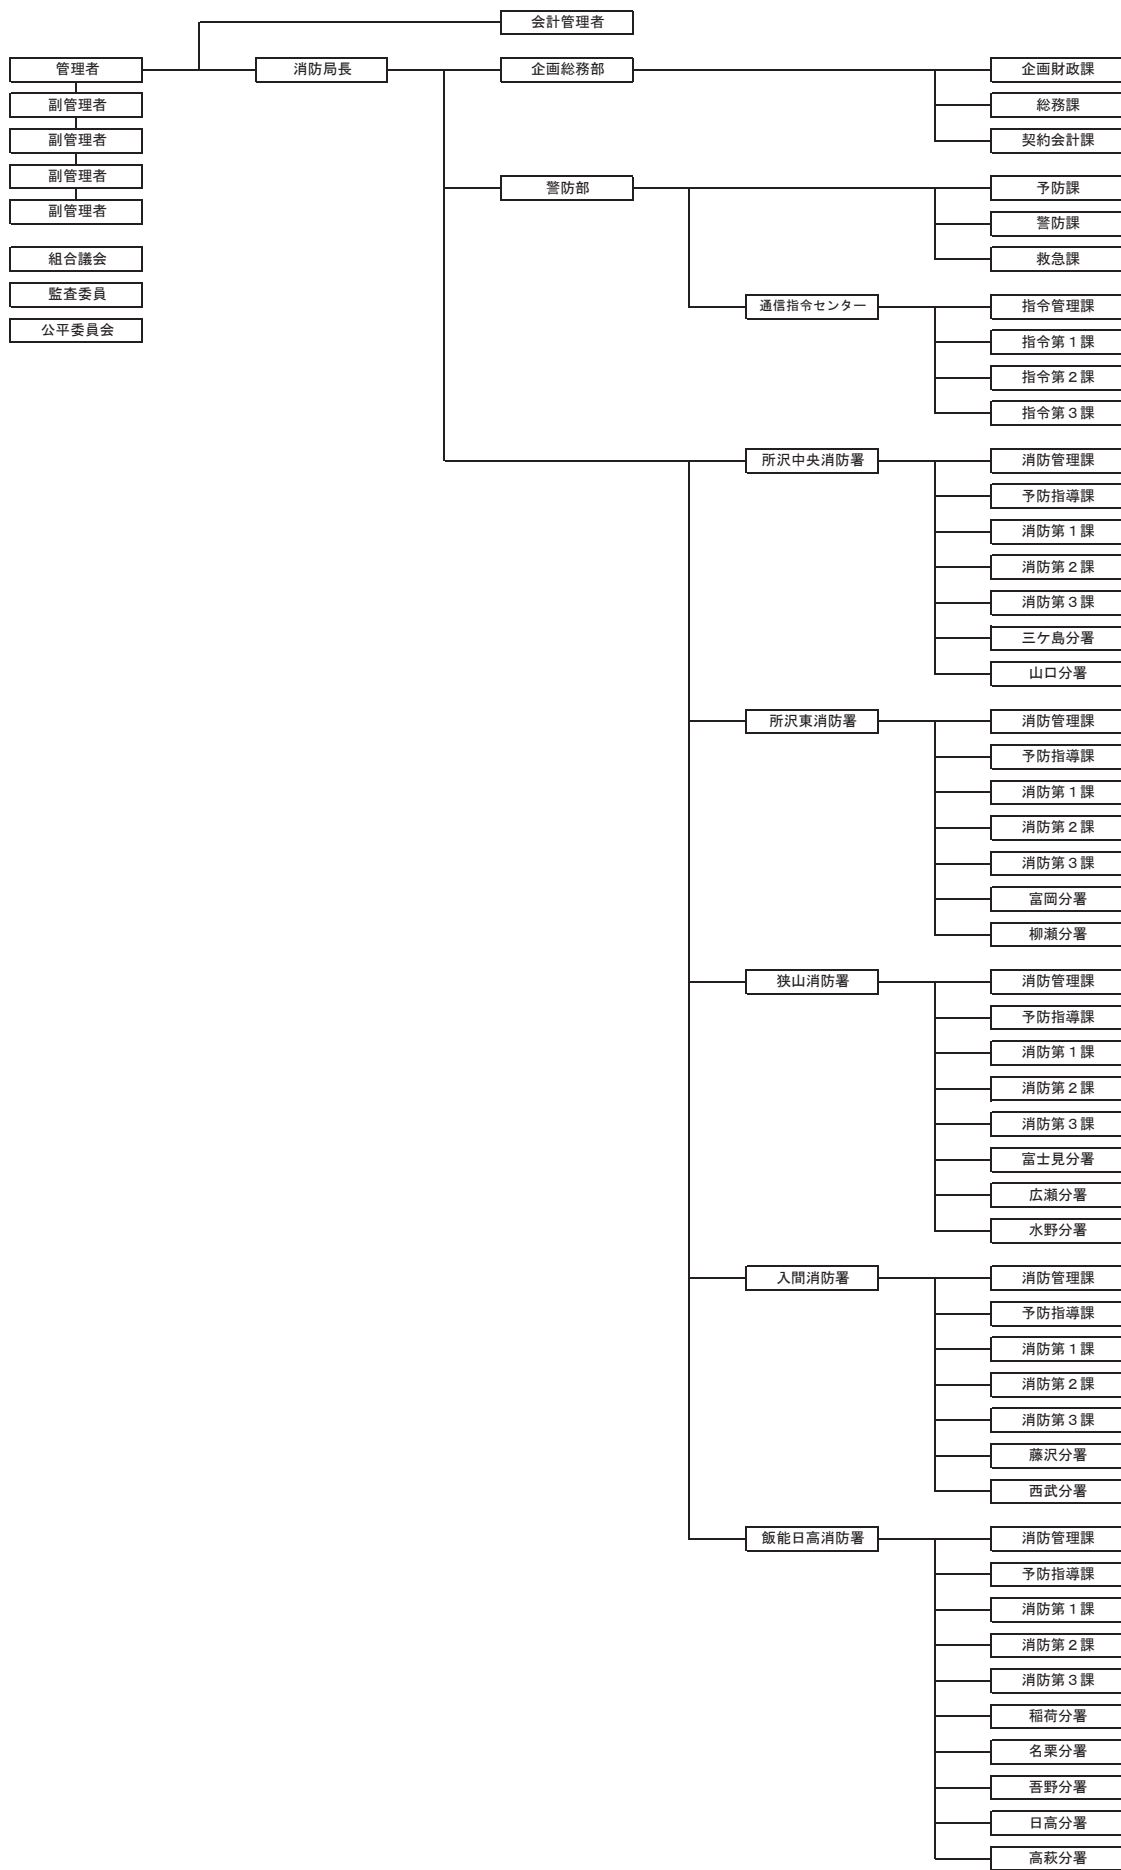 会計管理者
管理者
消防局長
企画総務部
企画財政課
副管理者
総務課
副管理者
契約会計課
副管理者
警防部
予防課
副管理者
警防課
組合議会
救急課
監査委員
通信指令センター
指令管理課
公平委員会
指令第１課
指令第２課
指令第３課
所沢中央消防署
消防管理課
予防指導課
消防第１課
消防第２課
消防第３課
三ケ島分署
山口分署
所沢東消防署
消防管理課
予防指導課
消防第１課
消防第２課
消防第３課
富岡分署
柳瀬分署
狭山消防署
消防管理課
予防指導課
消防第１課
消防第２課
消防第３課
富士見分署
広瀬分署
水野分署
入間消防署
消防管理課
予防指導課
消防第１課
消防第２課
消防第３課
藤沢分署
西武分署
飯能日高消防署
消防管理課
予防指導課
消防第１課
消防第２課
消防第３課
稲荷分署
名栗分署
吾野分署
日高分署
高萩分署